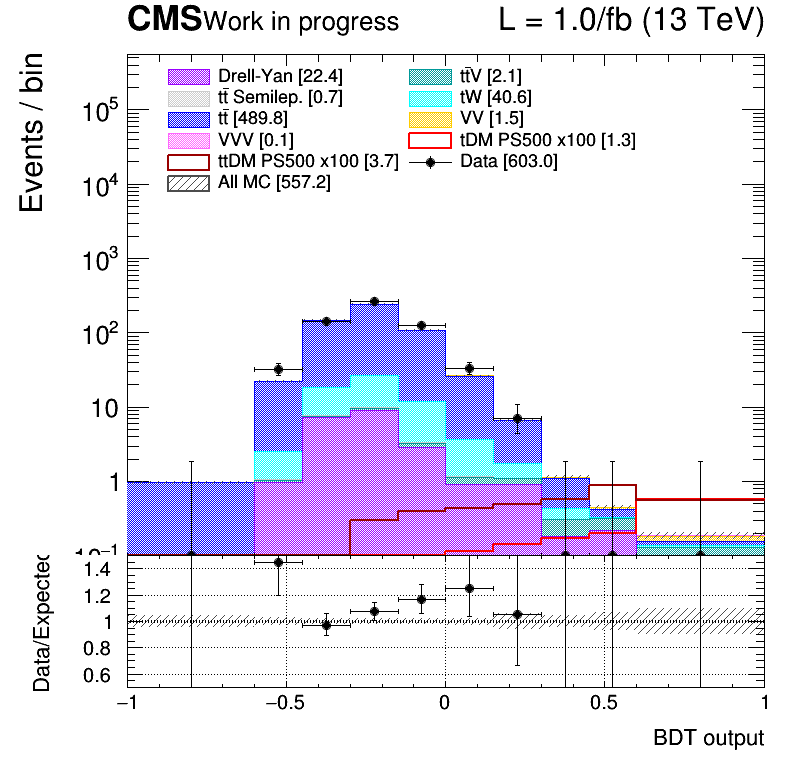 CMS Work in progress L = 1.0/fb (13 TeV)
Events / bin
Drell-Yan [22.4] tt̄V [2.1]
tt̄ Semilep. [0.7] tW [40.6]
tt̄ [489.8] VV [1.5]
VVV [0.1] tDM PS500 x100 [1.3]
ttDM PS500 x100 [3.7] Data [603.0]
All MC [557.2]
10⁵
10⁴
10³
10²
10
1
10⁻¹
Data/Expected
1.4
1.2
1
0.8
0.6
−1 −0.5 0 0.5 1
BDT output